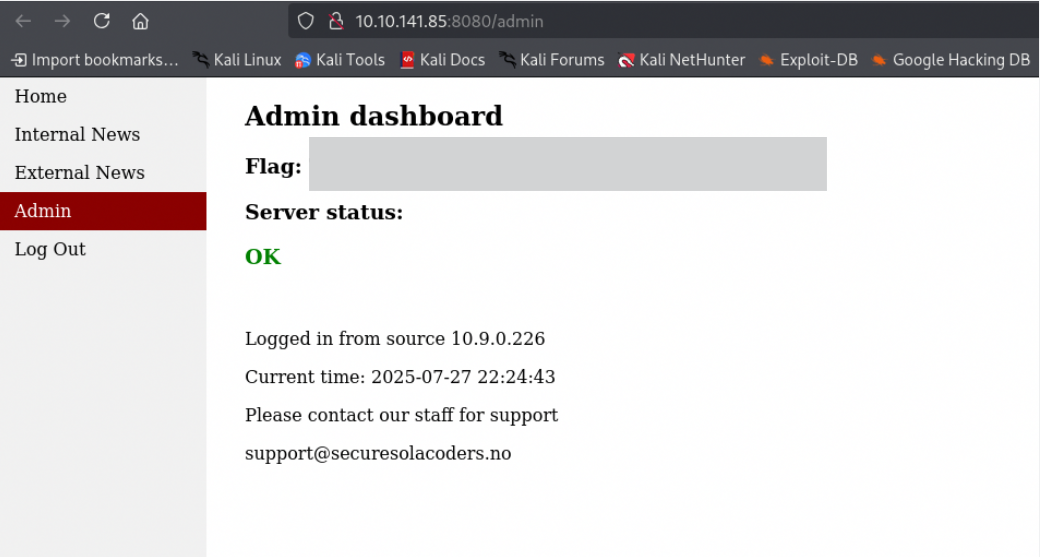 10.10.141.85:8080/admin
Import bookmarks... Kali Linux Kali Tools Kali Docs Kali Forums Kali NetHunter Exploit-DB Google Hacking DB
Home
Internal News
External News
Admin
Log Out
Admin dashboard
Flag:
Server status:
OK
Logged in from source 10.9.0.226
Current time: 2025-07-27 22:24:43
Please contact our staff for support
support@securesolacoders.no